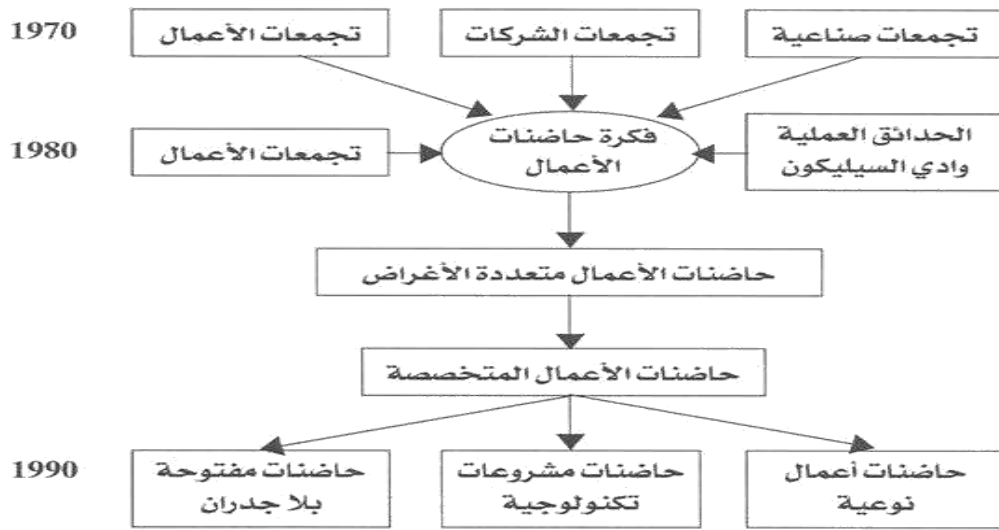 1970
تجمعات صناعية
تجمعات الشركات
تجمعات الأعمال
1980
الحدائق العملية
وادي السيليكون
فكرة حاضنات
الأعمال
تجمعات الأعمال
حاضنات الأعمال متعددة الأغراض
حاضنات الأعمال المتخصصة
1990
حاضنات أعمال
نوعية
حاضنات مشروعات
تكنولوجية
حاضنات مفتوحة
بلا جدران